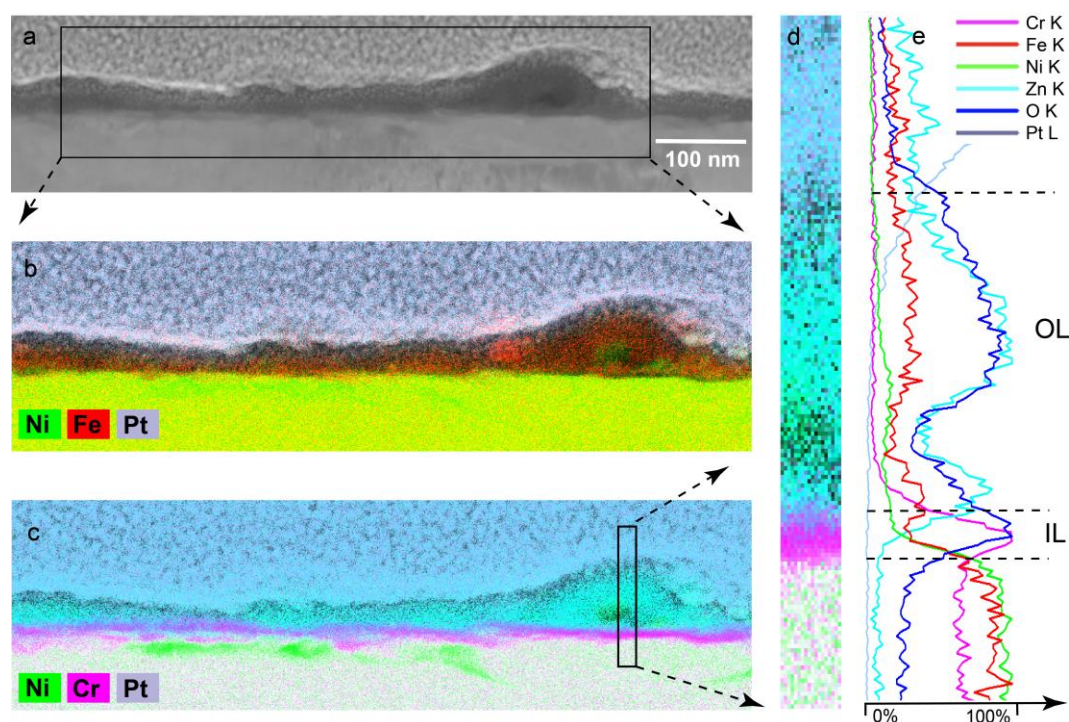 a
100 nm
b
Ni Fe Pt
c
Ni Cr Pt
d
e
Cr K
Fe K
Ni K
Zn K
O K
Pt L
OL
IL
0% 100%